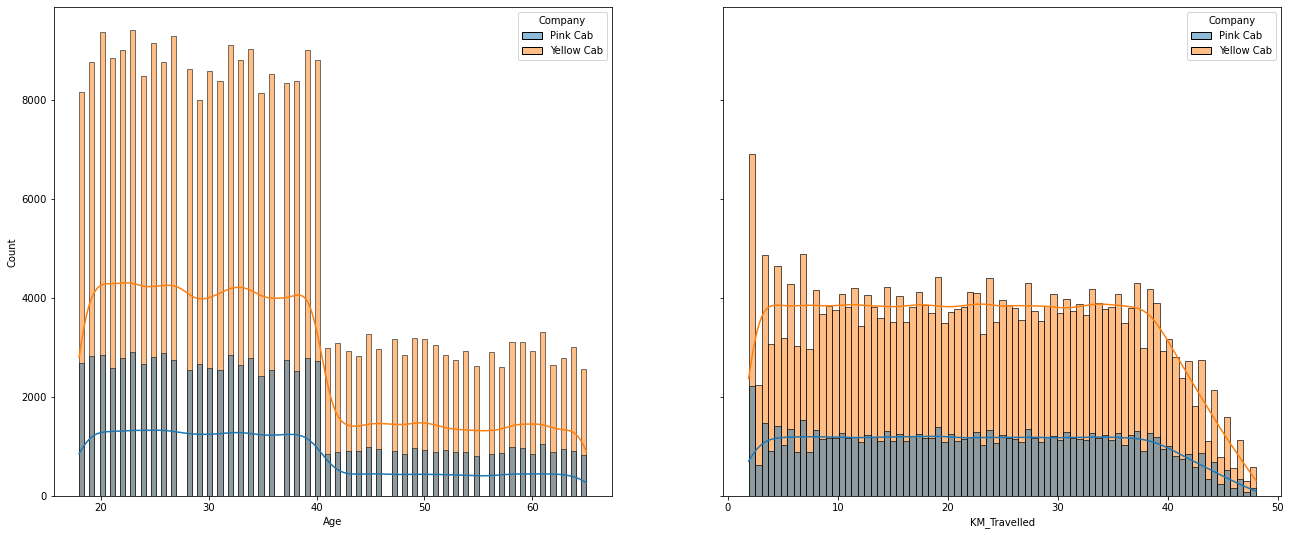 Company
Pink Cab
Yellow Cab
8000
6000
4000
2000
0
Count
20
30
40
50
60
Age
Company
Pink Cab
Yellow Cab
0
10
20
30
40
50
KM_Travelled